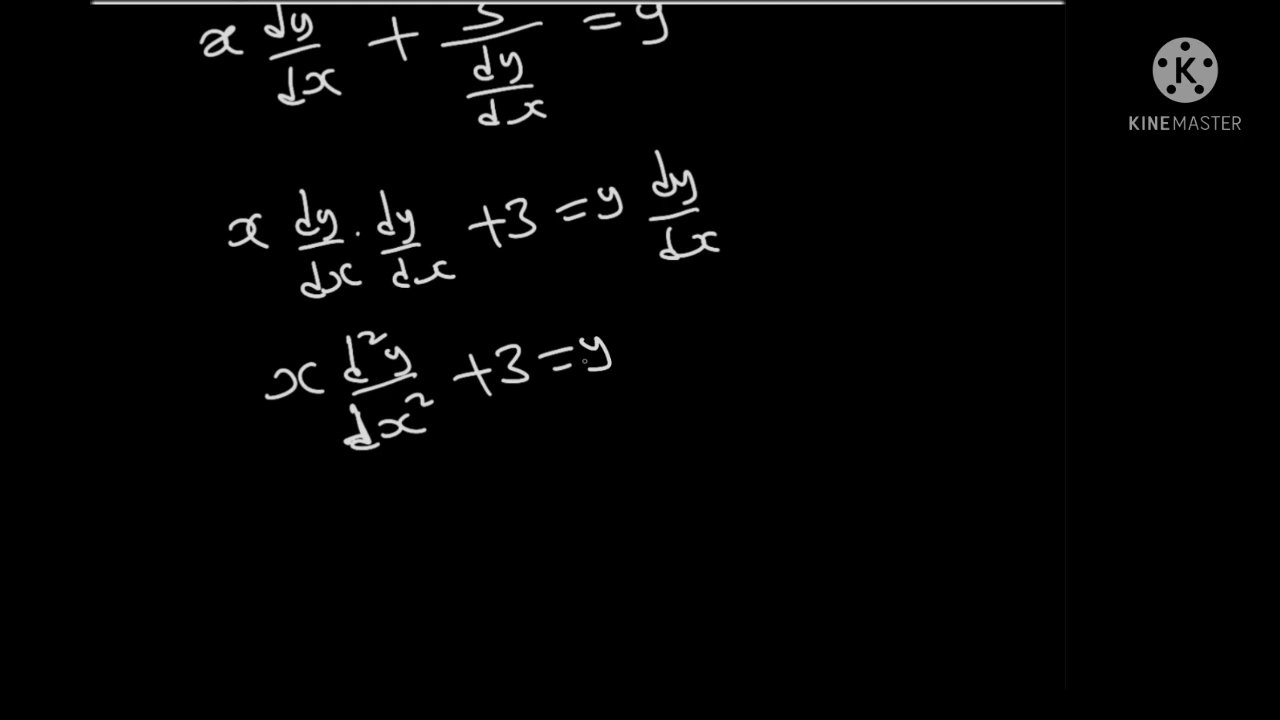 x dy/dx + 3/(dy/dx) = y
KINEMASTER
x dy/dx . dy/dx + 3 = y dy/dx
x d²y/dx² + 3 = y